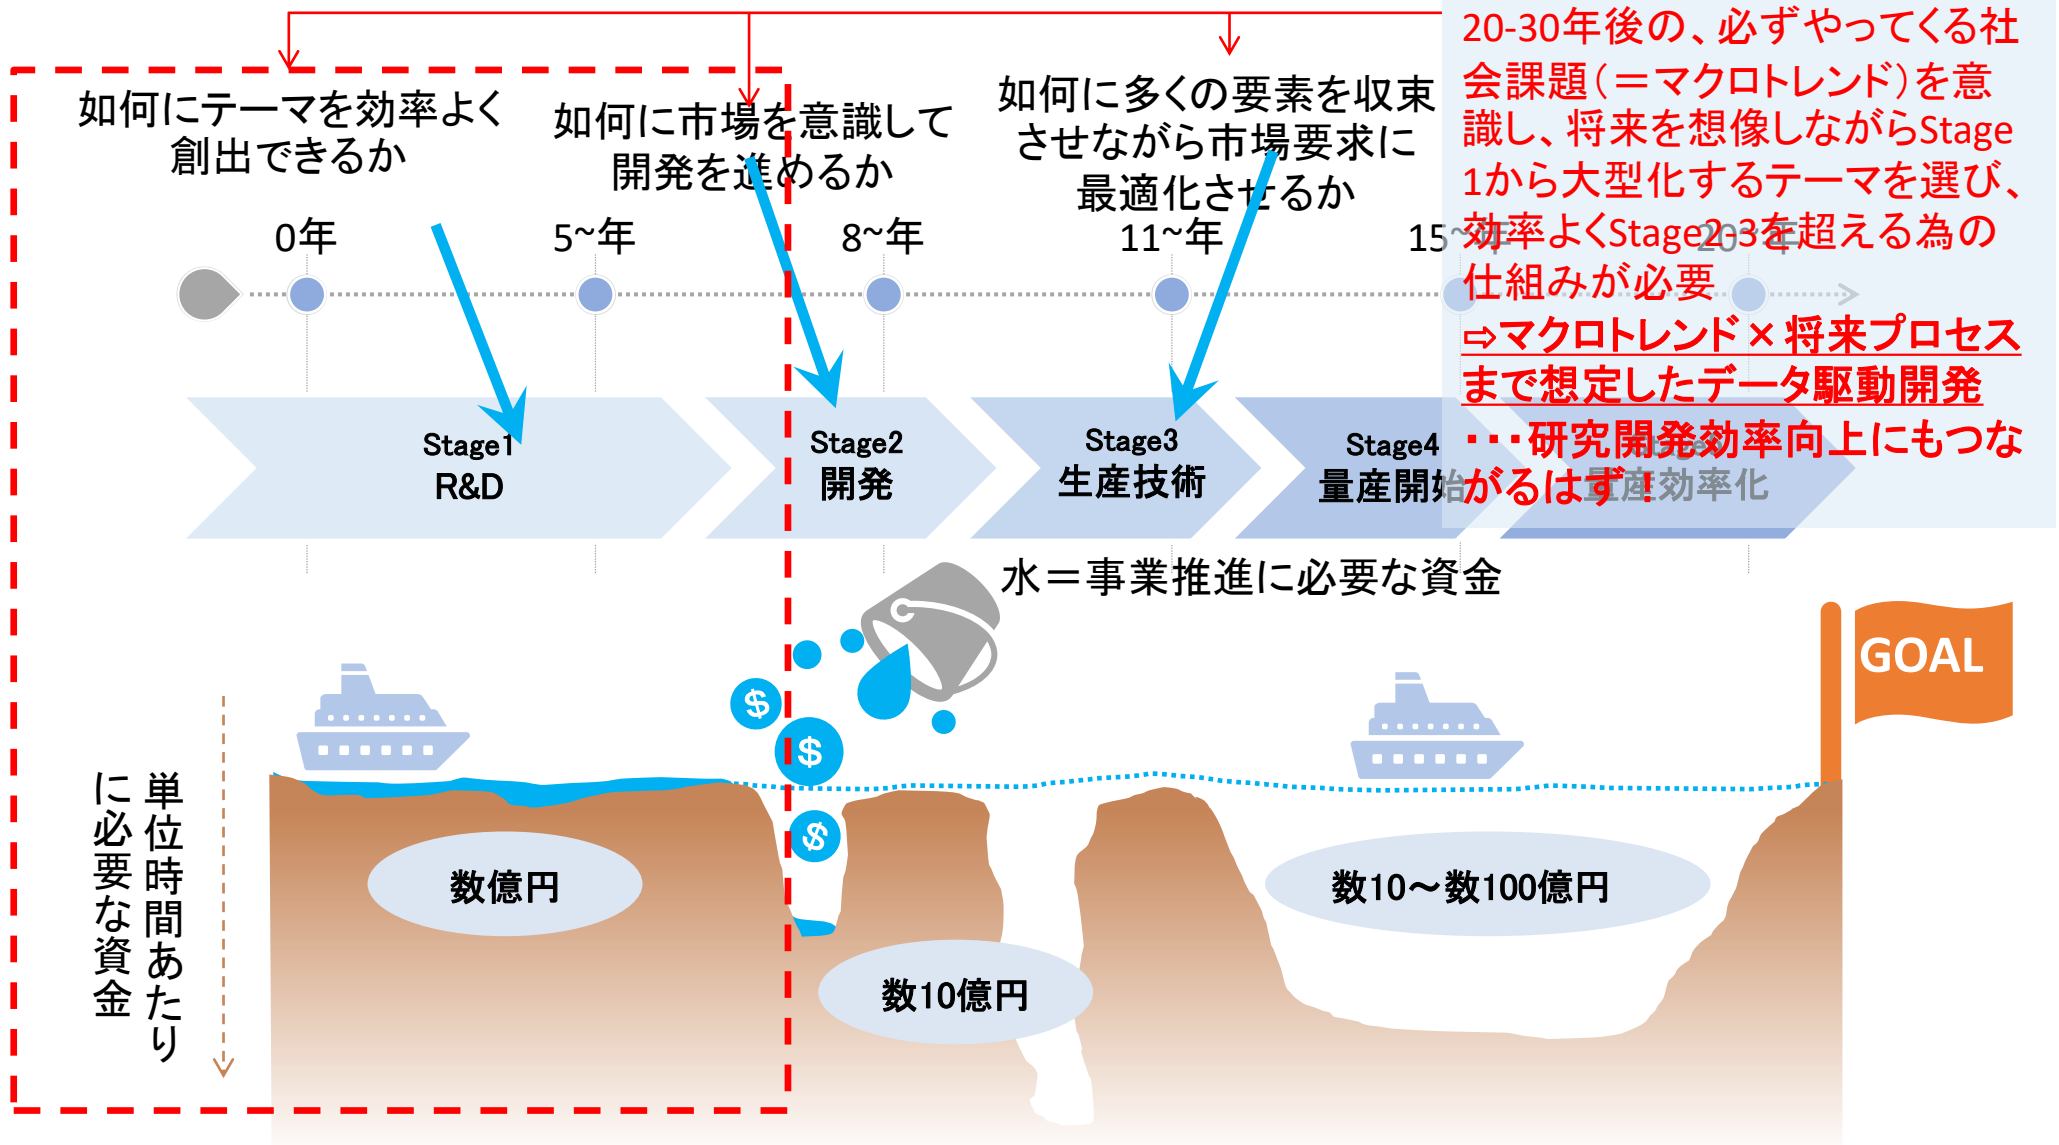 如何にテーマを効率よく
創出できるか
如何に市場を意識して
開発を進めるか
如何に多くの要素を収束
させながら市場要求に
最適化させるか
20-30年後の、必ずやってくる社
会課題(=マクロトレンド)を意
識し、将来を想像しながらStage
1から大型化するテーマを選び、
効率よくStage2-3を超える為の
仕組みが必要
⇨マクロトレンド×将来プロセス
まで想定したデータ駆動開発
・・・研究開発効率向上にもつな
がるはず!
0年
5~年
8~年
11~年
15~年
20~年
Stage1
R&D
Stage2
開発
Stage3
生産技術
Stage4
量産開始
量産効率化
水=事業推進に必要な資金
GOAL
$
$
$
単位時間あたり
に必要な資金
数億円
数10億円
数10~数100億円